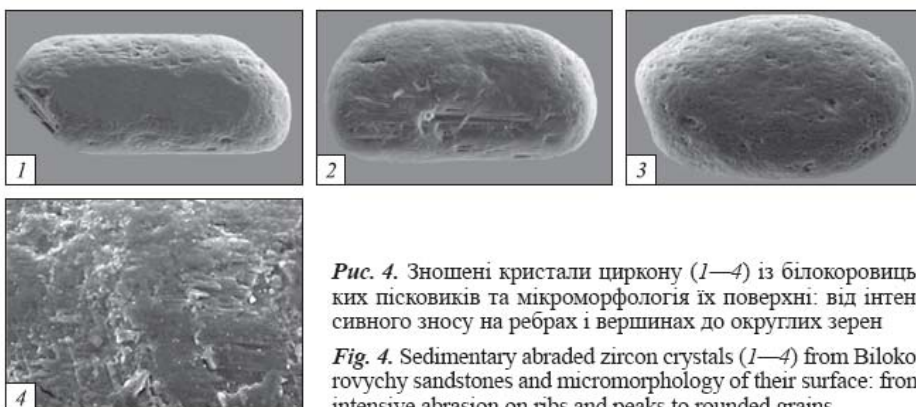 1
2
3
4
Рис. 4. Зношені кристали циркону (1—4) із білокоровиць-
ких пісковиків та мікроморфологія їх поверхні: від інтен-
сивного зносу на ребрах і вершинах до округлих зерен
Fig. 4. Sedimentary abraded zircon crystals (1—4) from Biloko-
rovychy sandstones and micromorphology of their surface: from
intensive abrasion on ribs and peaks to rounded grains